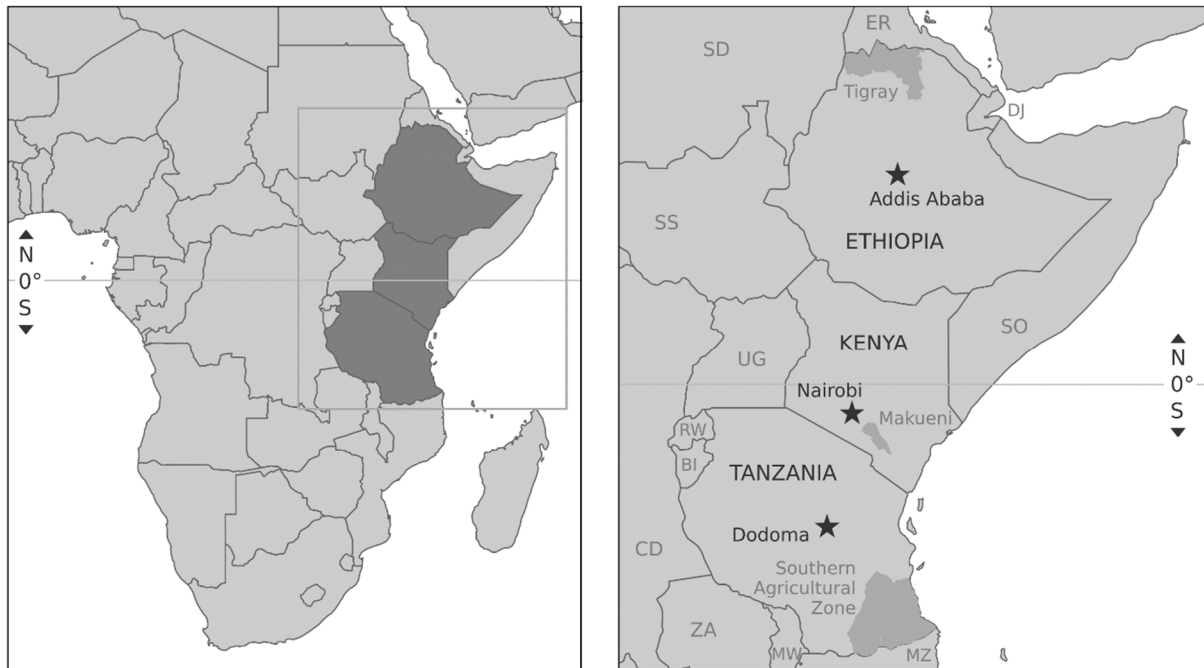 N
0°
S
ER
SD
Tigray
DJ
Addis Ababa
SS
ETHIOPIA
SO
KENYA
UG
N
0°
S
Nairobi
Makueni
RW
BI
TANZANIA
Dodoma
CD
Southern
Agricultural
Zone
ZA
MW
MZ